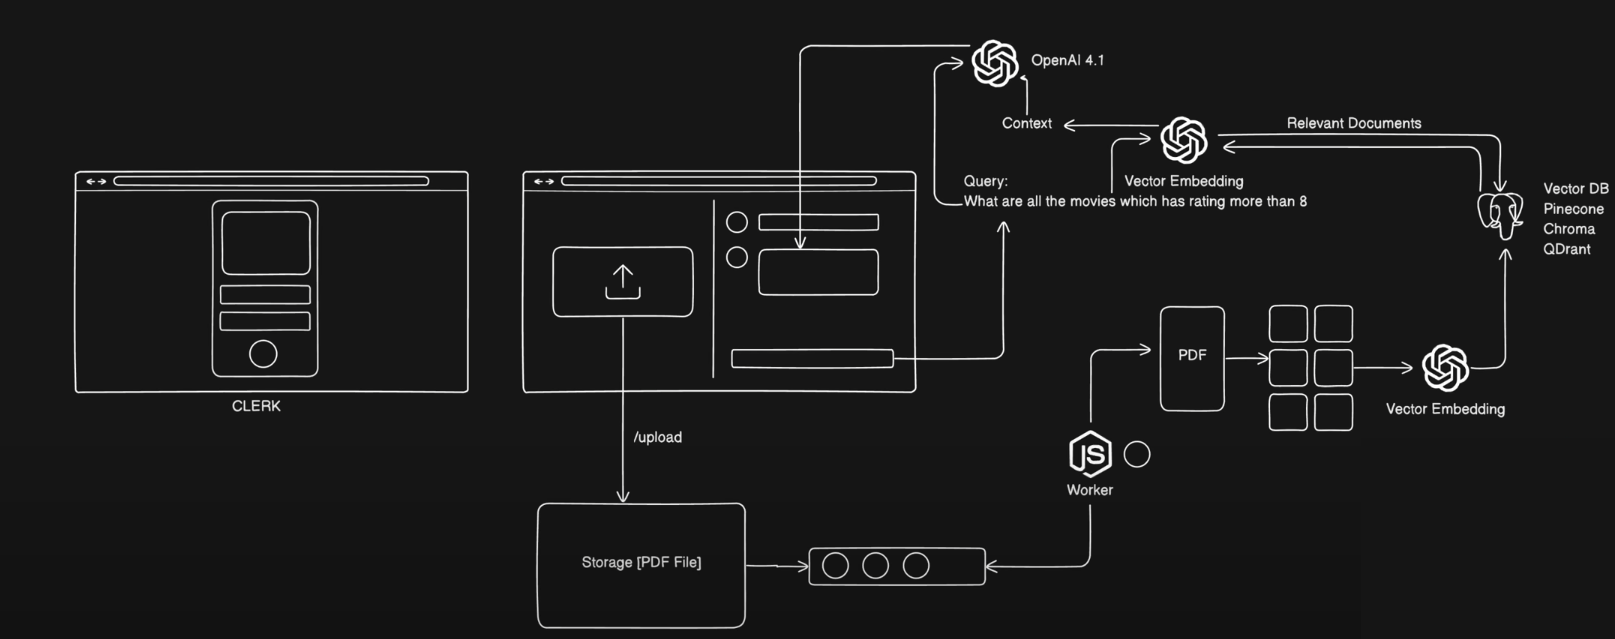 OpenAI 4.1
Context
Relevant Documents
Vector Embedding
Query:
What are all the movies which has rating more than 8
Vector DB
Pinecone
Chroma
QDrant
CLERK
PDF
Vector Embedding
/upload
JS
Worker
Storage [PDF File]